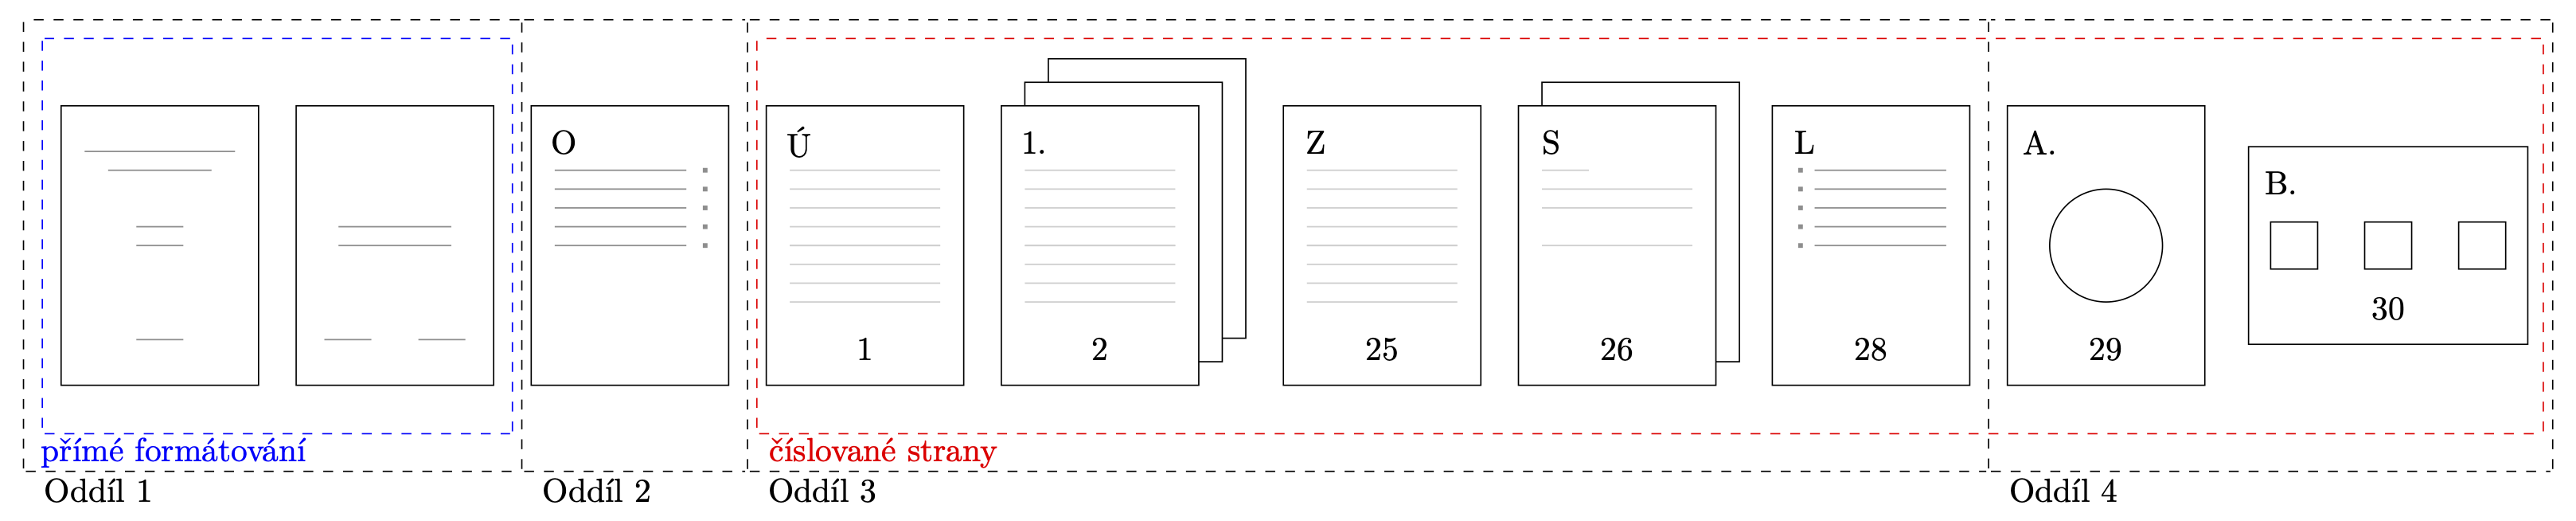 O
Ú
1.
Z
S
L
A.
B.
1
2
25
26
28
29
30
přímé formátování
číslované strany
Oddíl 1
Oddíl 2
Oddíl 3
Oddíl 4